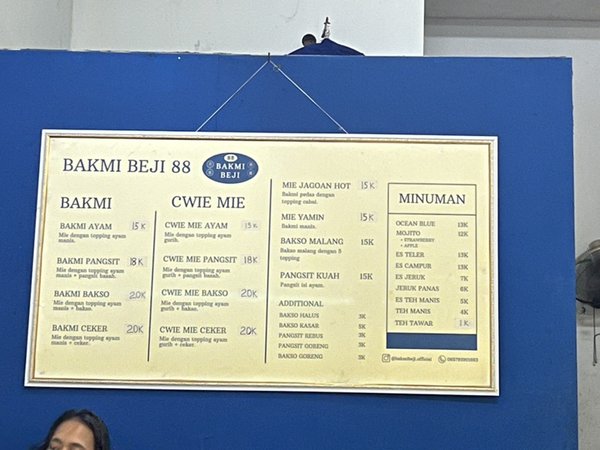 BAKMI BEJI 88
88
BAKMI
BEJI
BAKMI
BAKMI AYAM 15K
Mie dengan topping ayam
manis.
BAKMI PANGSIT 18K
Mie dengan topping ayam
manis + pangsit basah.
BAKMI BAKSO 20K
Mie dengan topping ayam
manis + bakso.
BAKMI CEKER 20K
Mie dengan topping ayam
manis + ceker.
CWIE MIE
CWIE MIE AYAM 15K
Mie dengan topping ayam
gurih.
CWIE MIE PANGSIT 18K
Mie dengan topping ayam
gurih + pangsit basah.
CWIE MIE BAKSO 20K
Mie dengan topping ayam
gurih + bakso.
CWIE MIE CEKER 20K
Mie dengan topping ayam
gurih + ceker.
MIE JAGOAN HOT 15K
Bakmi pedas dengan
topping cabai.
MIE YAMIN 15K
Bakmi manis.
BAKSO MALANG 15K
Bakso malang dengan 5
topping
PANGSIT KUAH 15K
Pangsit isi ayam.
ADDITIONAL
BAKSO HALUS 3K
BAKSO KASAR 5K
PANGSIT REBUS 3K
PANGSIT GORENG 3K
BAKSO GORENG 3K
MINUMAN
OCEAN BLUE 13K
MOJITO 12K
• STRAWBERRY
• APPLE
ES TELER 13K
ES CAMPUR 13K
ES JERUK 7K
JERUK PANAS 6K
ES TEH MANIS 5K
TEH MANIS 4K
TEH TAWAR 1K